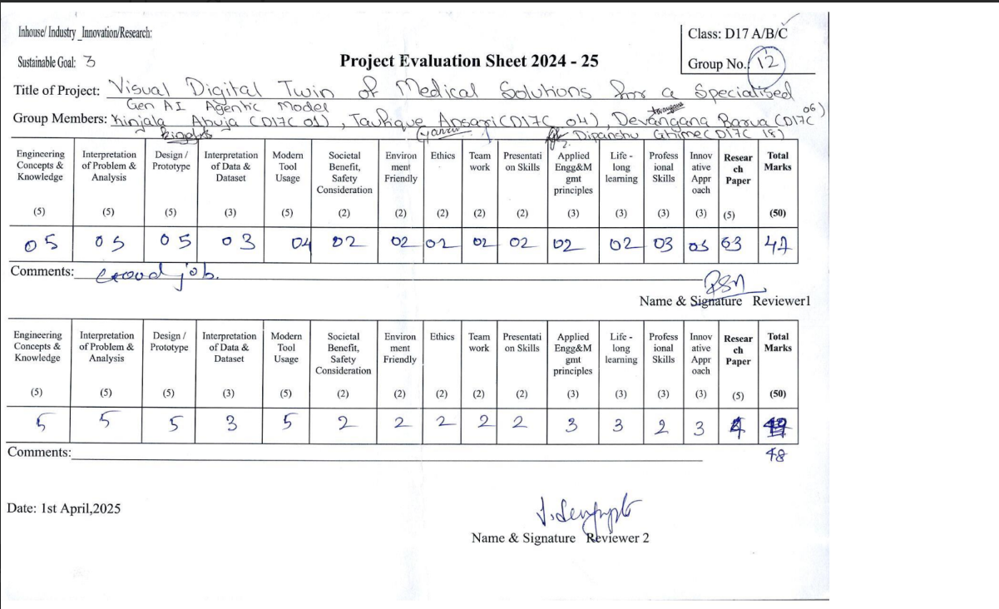 Inhouse/ Industry _Innovation/Research:
Class: D17 A/B/C
Sustainable Goal: 3
Project Evaluation Sheet 2024 - 25
Group No.: 12
Title of Project: Visual Digital Twin of Medical Solutions for a Specialised
Gen AI Agentic Model
Group Members: Kinjala Ahuja (D17C 01), Tauhique Ansari (D17C 04), Devangana Barua (D17C 06)
Dipanshu Ghime (D17C 18)
Engineering Concepts & Knowledge (5) Interpretation of Problem & Analysis (5) Design / Prototype (5) Interpretation of Data & Dataset (3) Modern Tool Usage (5) Societal Benefit, Safety Consideration (2) Environ ment Friendly (2) Ethics (2) Team work (2) Presentati on Skills (2) Applied Engg&M gmt principles (3) Life - long learning (3) Profess ional Skills (3) Innov ative Appr oach (3) Resear ch Paper (5) Total Marks (50)
05 05 05 03 04 02 02 02 02 02 02 02 03 03 03 47
Comments: Good job.
Name & Signature Reviewer1
Engineering Concepts & Knowledge (5) Interpretation of Problem & Analysis (5) Design / Prototype (5) Interpretation of Data & Dataset (3) Modern Tool Usage (5) Societal Benefit, Safety Consideration (2) Environ ment Friendly (2) Ethics (2) Team work (2) Presentati on Skills (2) Applied Engg&M gmt principles (3) Life - long learning (3) Profess ional Skills (3) Innov ative Appr oach (3) Resear ch Paper (5) Total Marks (50)
5 5 5 3 5 2 2 2 2 2 3 3 2 3 4
Comments:
48
Date: 1st April,2025
Name & Signature Reviewer 2